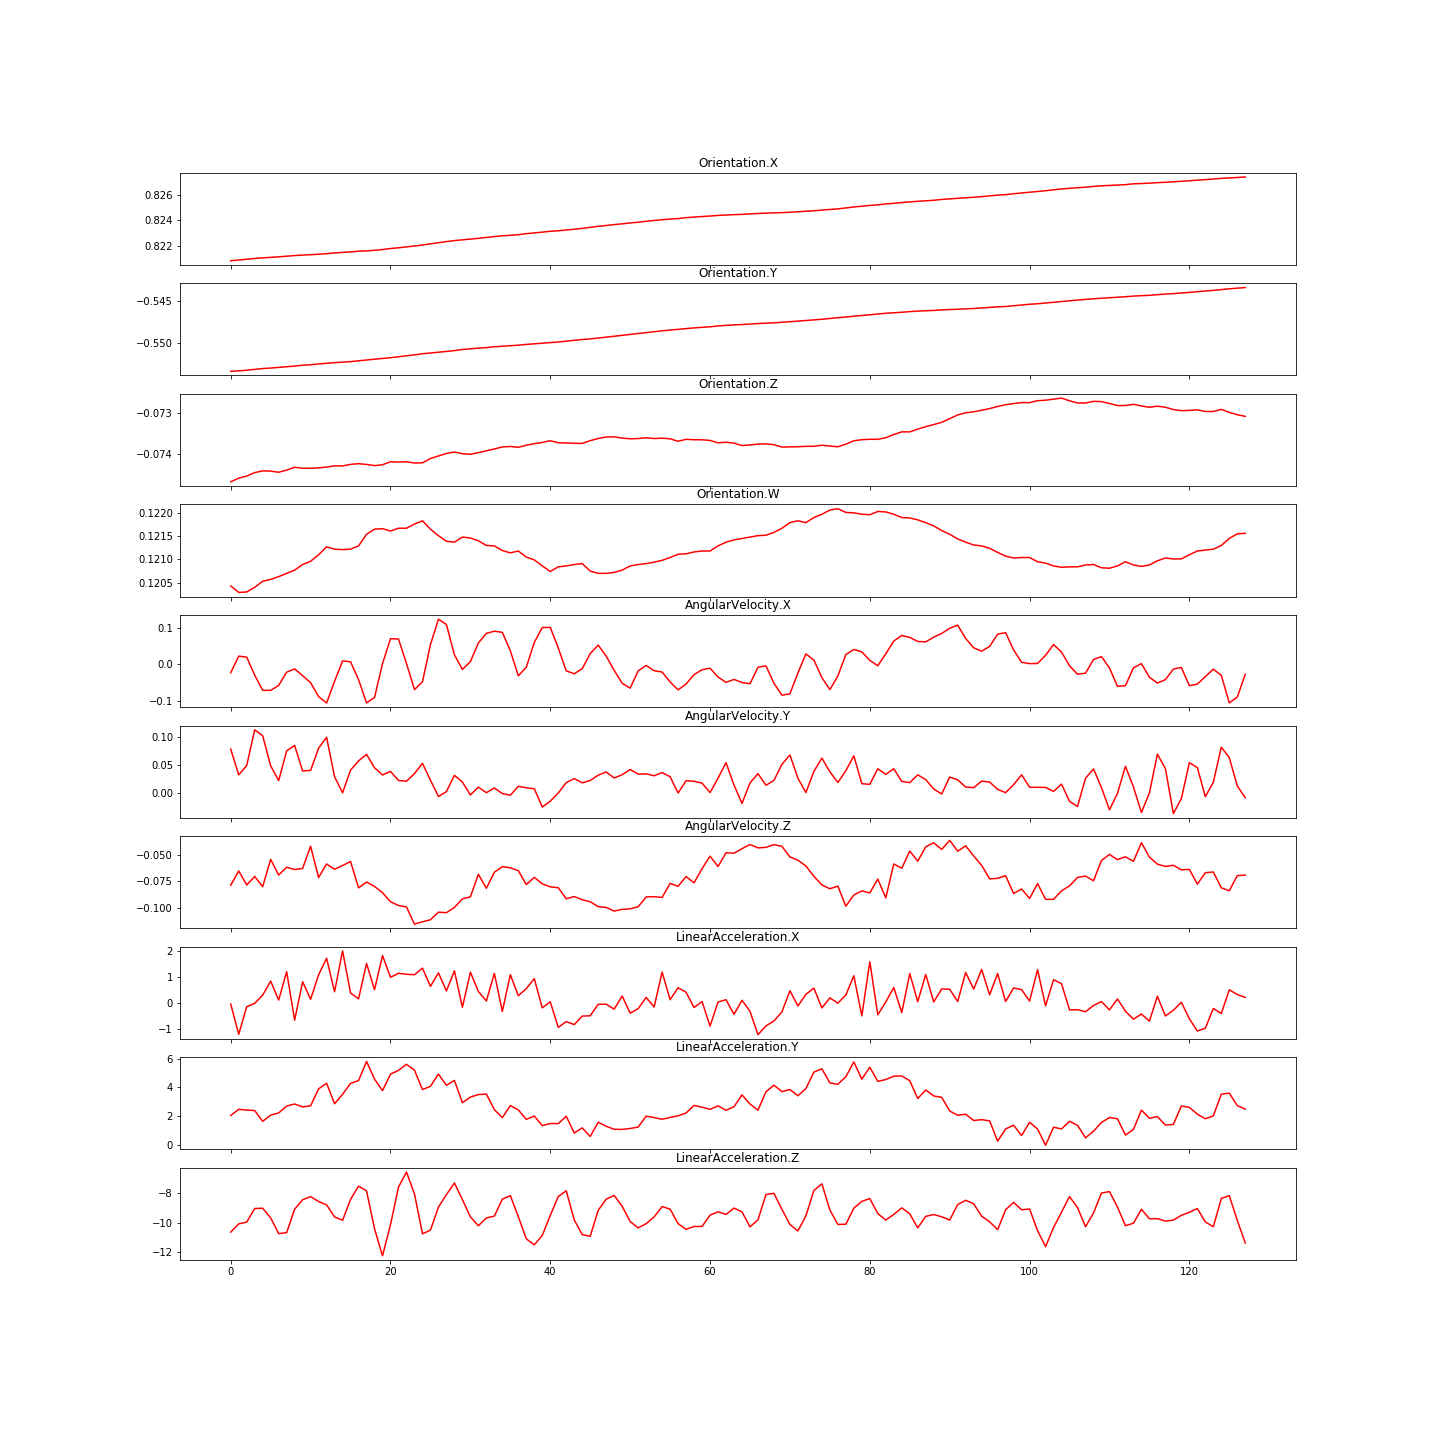 Orientation.X
0.826
0.824
0.822
Orientation.Y
−0.545
−0.550
Orientation.Z
−0.073
−0.074
Orientation.W
0.1220
0.1215
0.1210
0.1205
AngularVelocity.X
0.1
0.0
−0.1
AngularVelocity.Y
0.10
0.05
0.00
AngularVelocity.Z
−0.050
−0.075
−0.100
LinearAcceleration.X
2
1
0
−1
LinearAcceleration.Y
6
4
2
0
LinearAcceleration.Z
−8
−10
−12
0 20 40 60 80 100 120